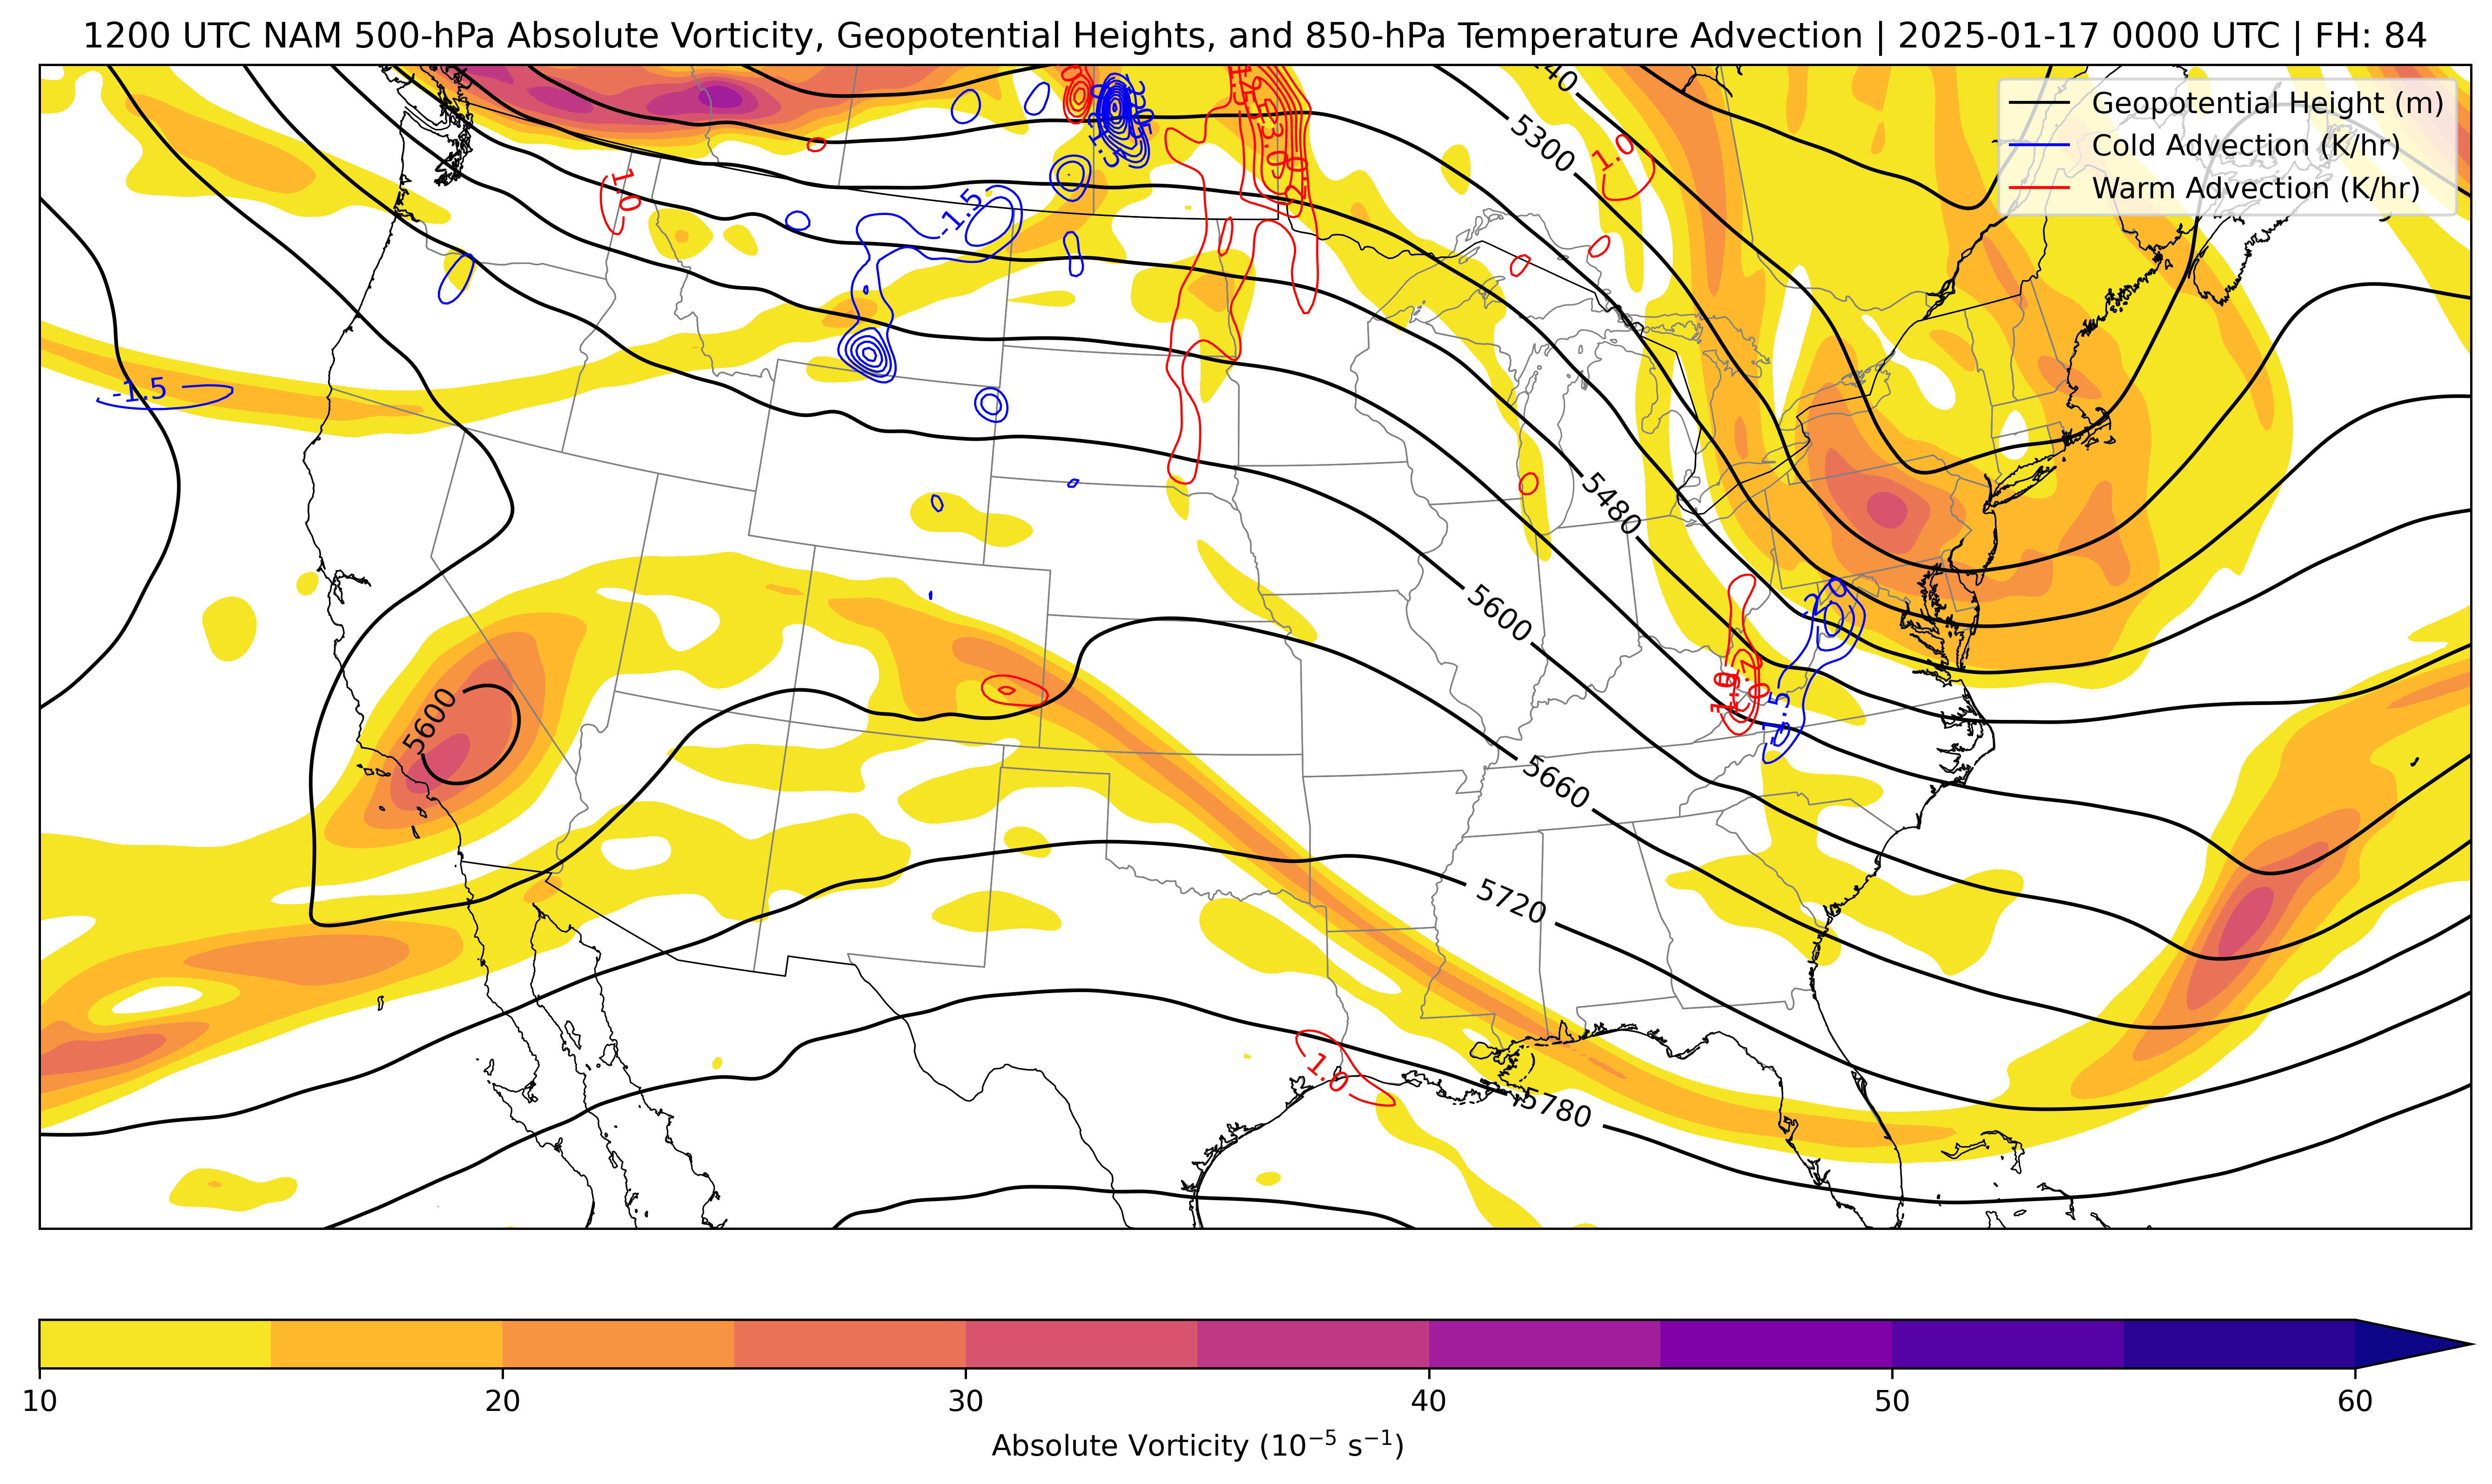 1200 UTC NAM 500-hPa Absolute Vorticity, Geopotential Heights, and 850-hPa Temperature Advection | 2025-01-17 0000 UTC | FH: 84
Geopotential Height (m)
Cold Advection (K/hr)
Warm Advection (K/hr)
5300
1.0
1.0
-1.5
-1.5
5480
5600
5600
5660
-1.5
5720
1.0
5780
10 20 30 40 50 60
Absolute Vorticity (10⁻⁵ s⁻¹)